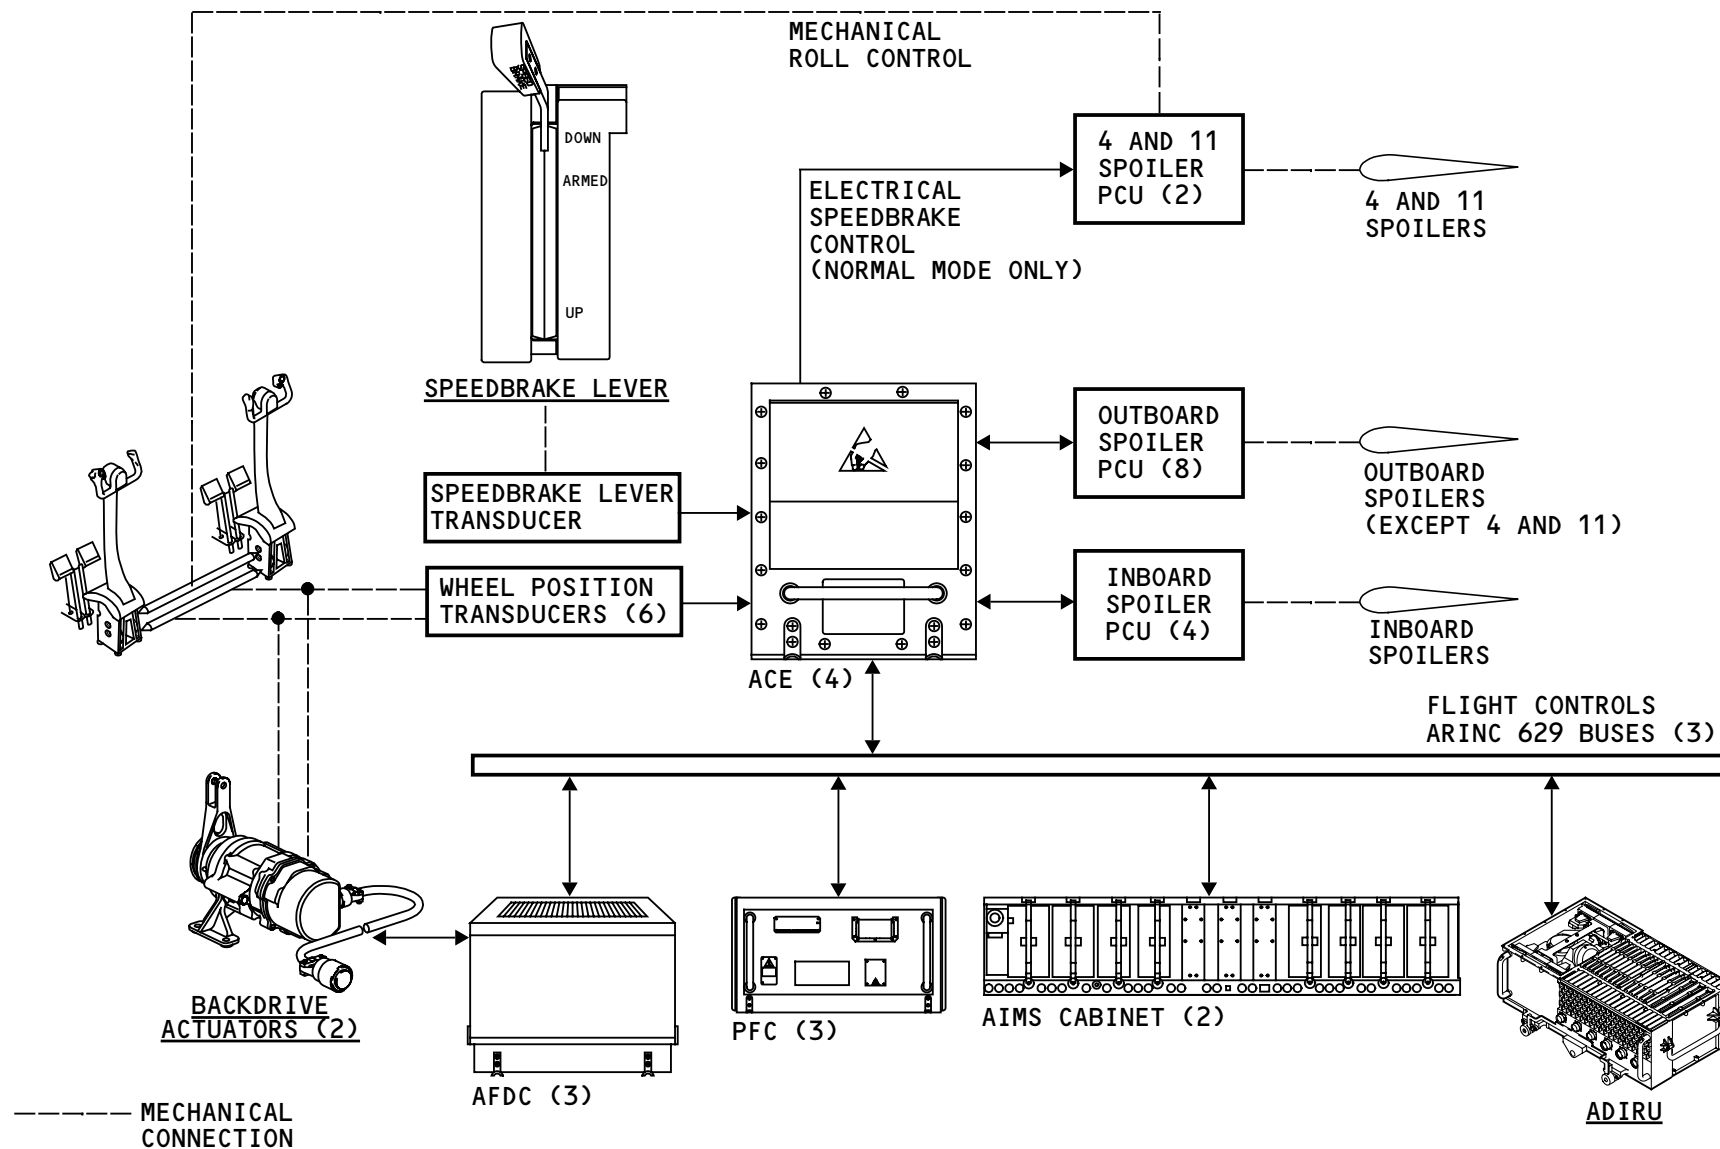 MECHANICAL
ROLL CONTROL
DOWN
ARMED
UP
SPEEDBRAKE LEVER
4 AND 11
SPOILER
PCU (2)
4 AND 11
SPOILERS
ELECTRICAL
SPEEDBRAKE
CONTROL
(NORMAL MODE ONLY)
SPEEDBRAKE LEVER
TRANSDUCER
OUTBOARD
SPOILER
PCU (8)
OUTBOARD
SPOILERS
(EXCEPT 4 AND 11)
WHEEL POSITION
TRANSDUCERS (6)
INBOARD
SPOILER
PCU (4)
INBOARD
SPOILERS
ACE (4)
FLIGHT CONTROLS
ARINC 629 BUSES (3)
BACKDRIVE
ACTUATORS (2)
AFDC (3)
PFC (3)
AIMS CABINET (2)
ADIRU
MECHANICAL
CONNECTION